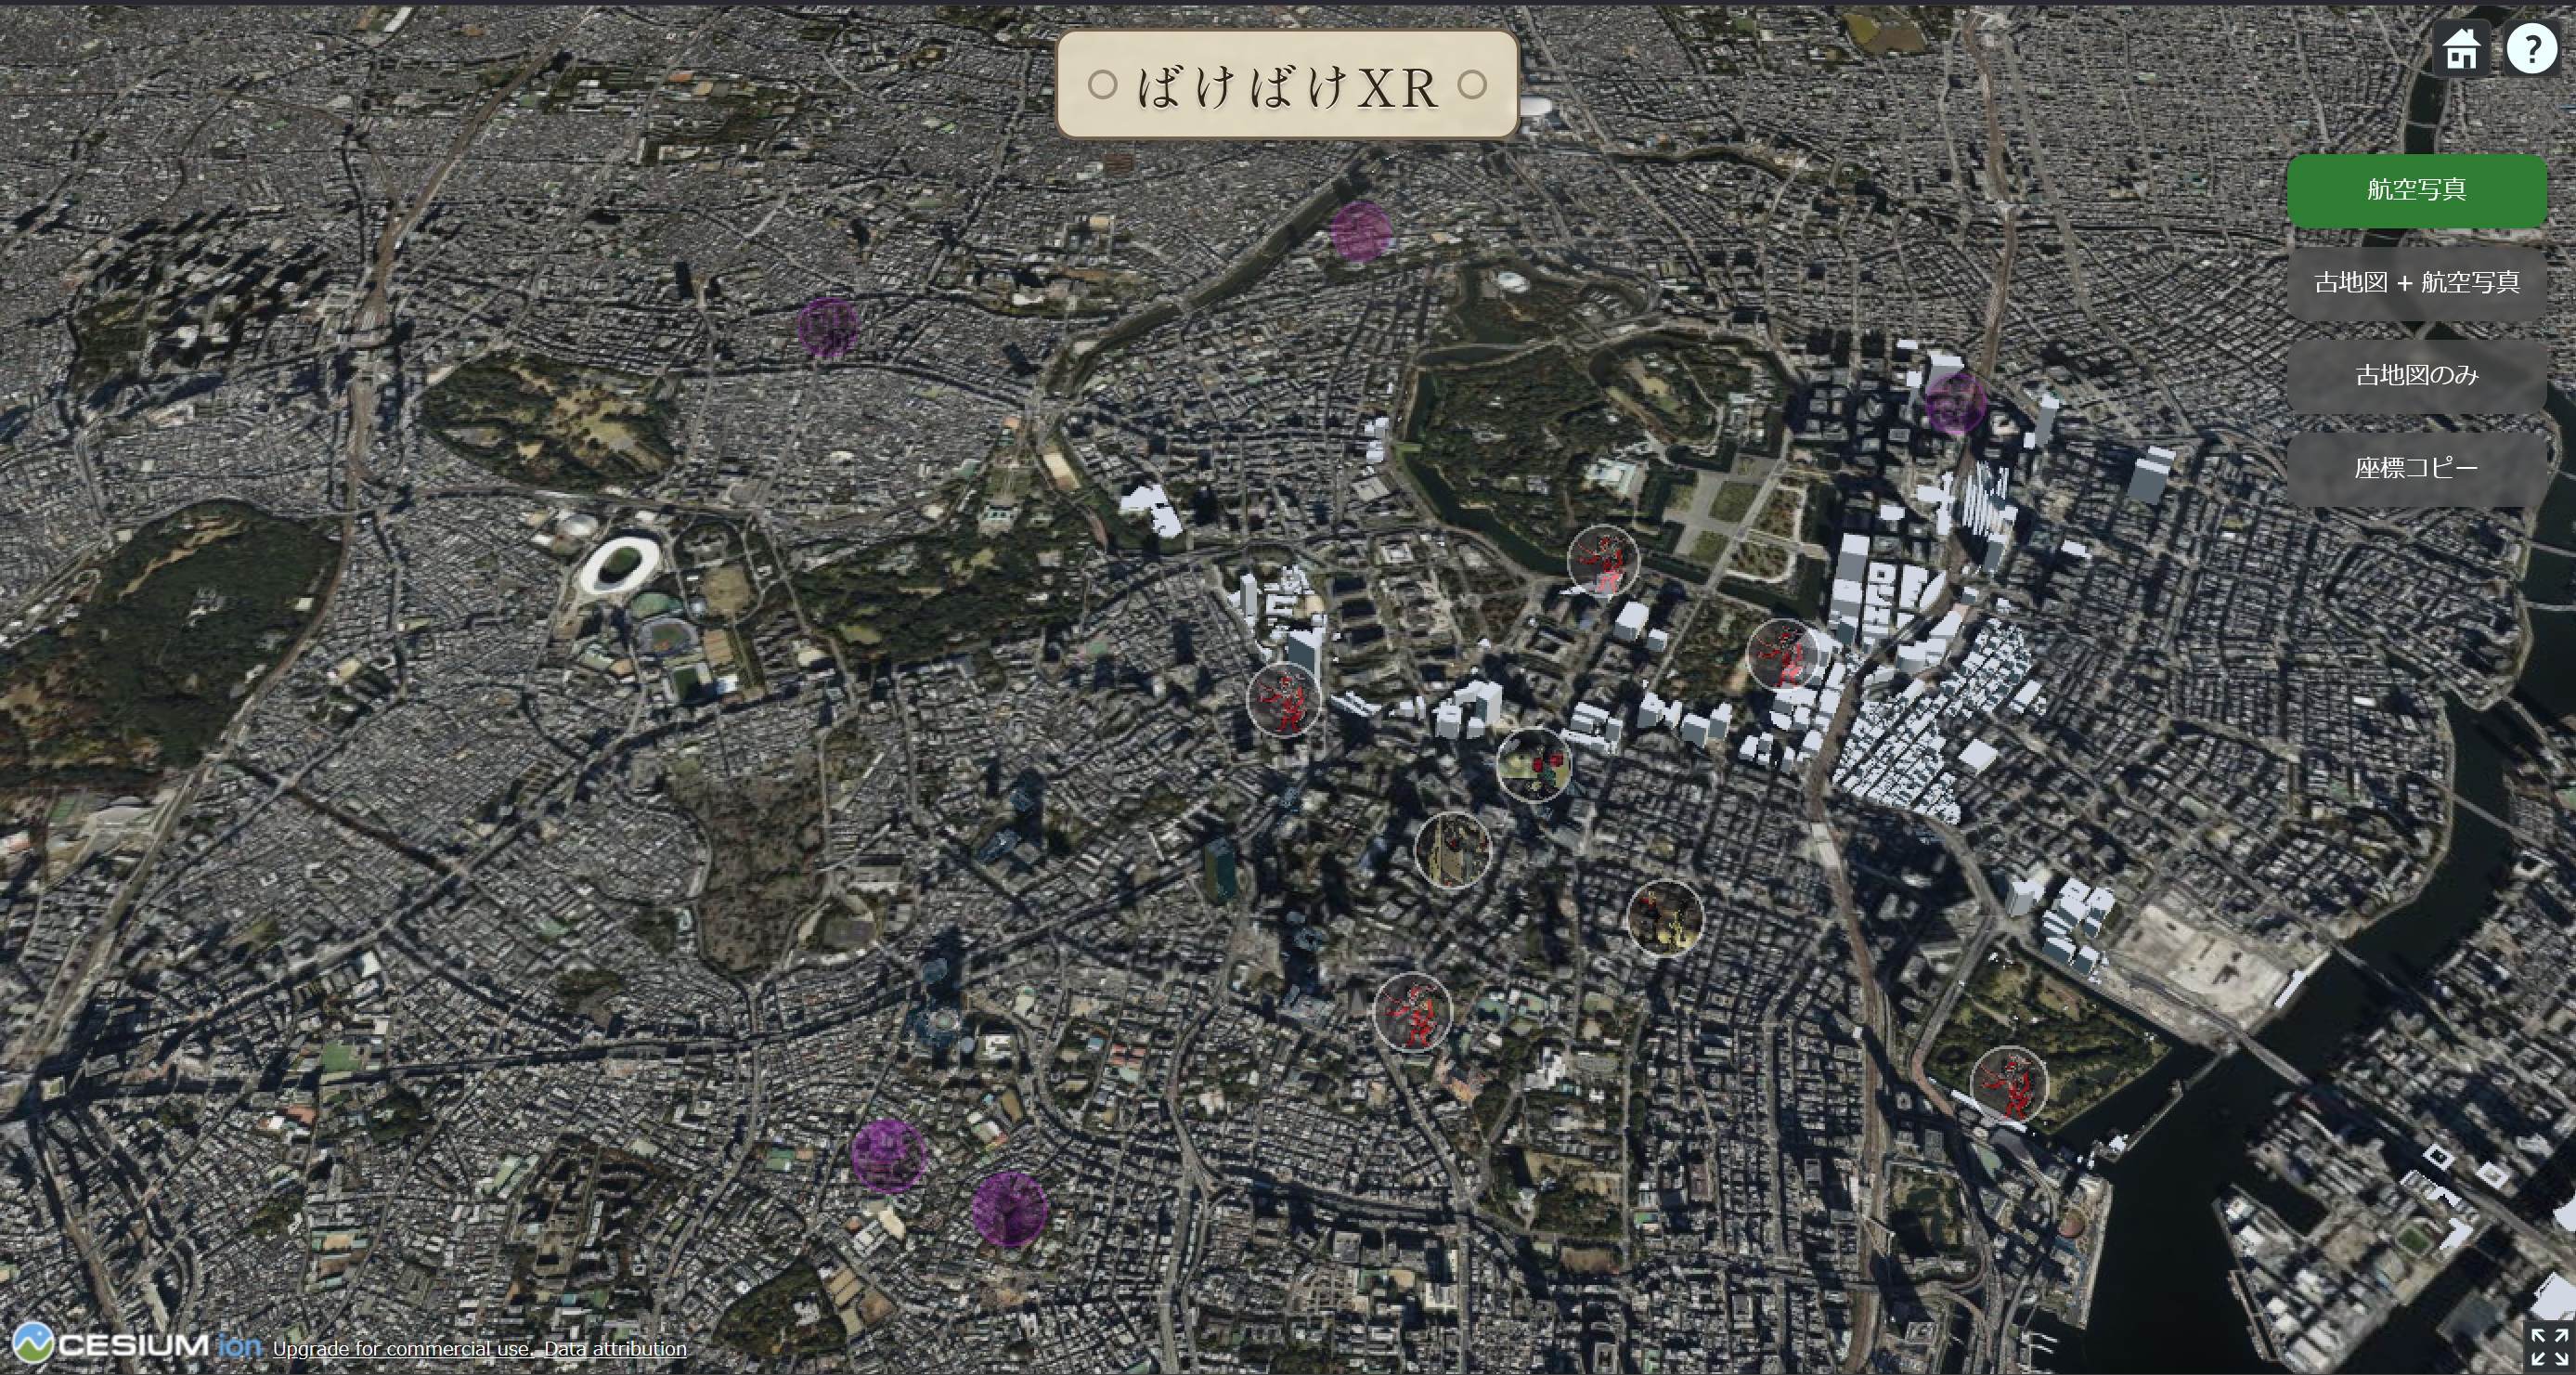 ばけばけXR
?
航空写真
古地図 + 航空写真
古地図のみ
座標コピー
CESIUM ion Upgrade for commercial use. Data attribution